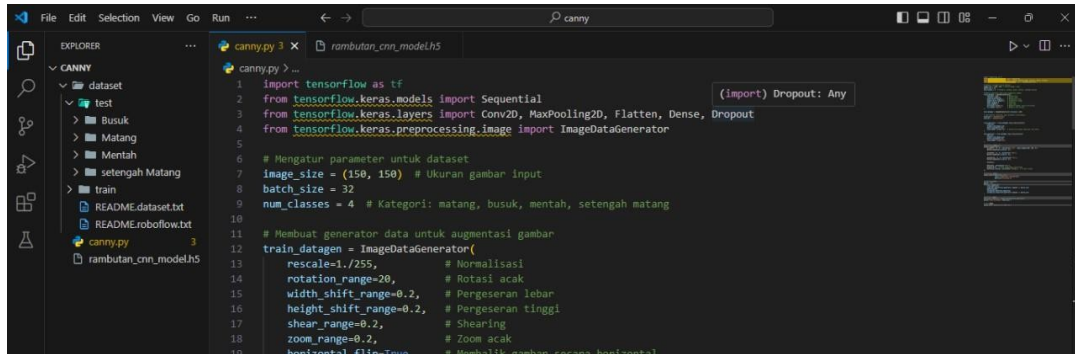 File Edit Selection View Go Run ··· canny
EXPLORER ···
CANNY
dataset
test
Busuk
Matang
Mentah
setengah Matang
train
README.dataset.txt
README.roboflow.txt
canny.py 3
rambutan_cnn_model.h5
canny.py 3 rambutan_cnn_model.h5
canny.py > ...
(import) Dropout: Any
1 import tensorflow as tf
2 from tensorflow.keras.models import Sequential
3 from tensorflow.keras.layers import Conv2D, MaxPooling2D, Flatten, Dense, Dropout
4 from tensorflow.keras.preprocessing.image import ImageDataGenerator
5
6 # Mengatur parameter untuk dataset
7 image_size = (150, 150) # Ukuran gambar input
8 batch_size = 32
9 num_classes = 4 # Kategori: matang, busuk, mentah, setengah matang
10
11 # Membuat generator data untuk augmentasi gambar
12 train_datagen = ImageDataGenerator(
13 rescale=1./255, # Normalisasi
14 rotation_range=20, # Rotasi acak
15 width_shift_range=0.2, # Pergeseran lebar
16 height_shift_range=0.2, # Pergeseran tinggi
17 shear_range=0.2, # Shearing
18 zoom_range=0.2, # Zoom acak
19 horizontal_flip=True, # Membalik gambar secara horizontal